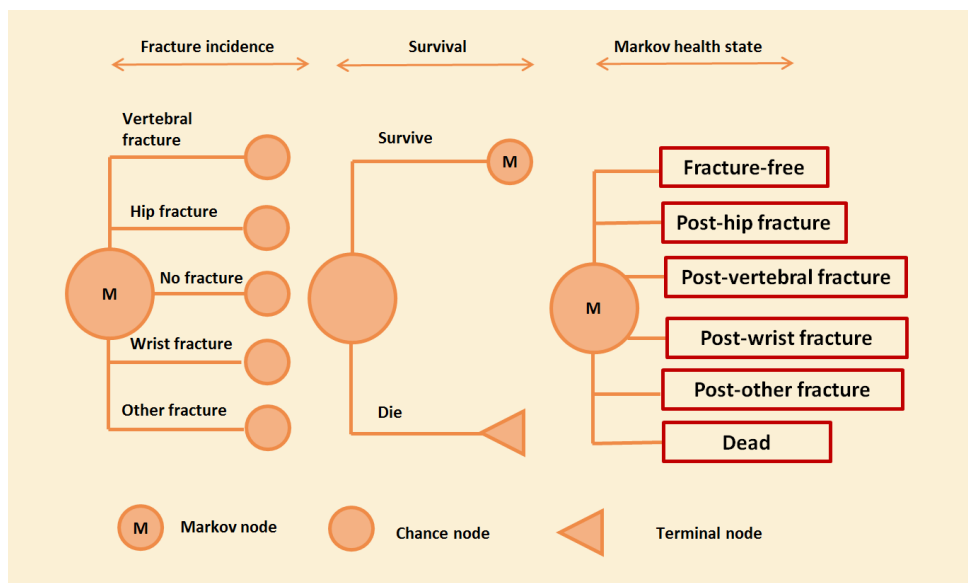 Fracture incidence
Survival
Markov health state
Vertebral
fracture
Hip fracture
No fracture
M
Wrist fracture
Other fracture
Survive
M
Die
Fracture-free
Post-hip fracture
Post-vertebral fracture
M
Post-wrist fracture
Post-other fracture
Dead
M
Markov node
Chance node
Terminal node